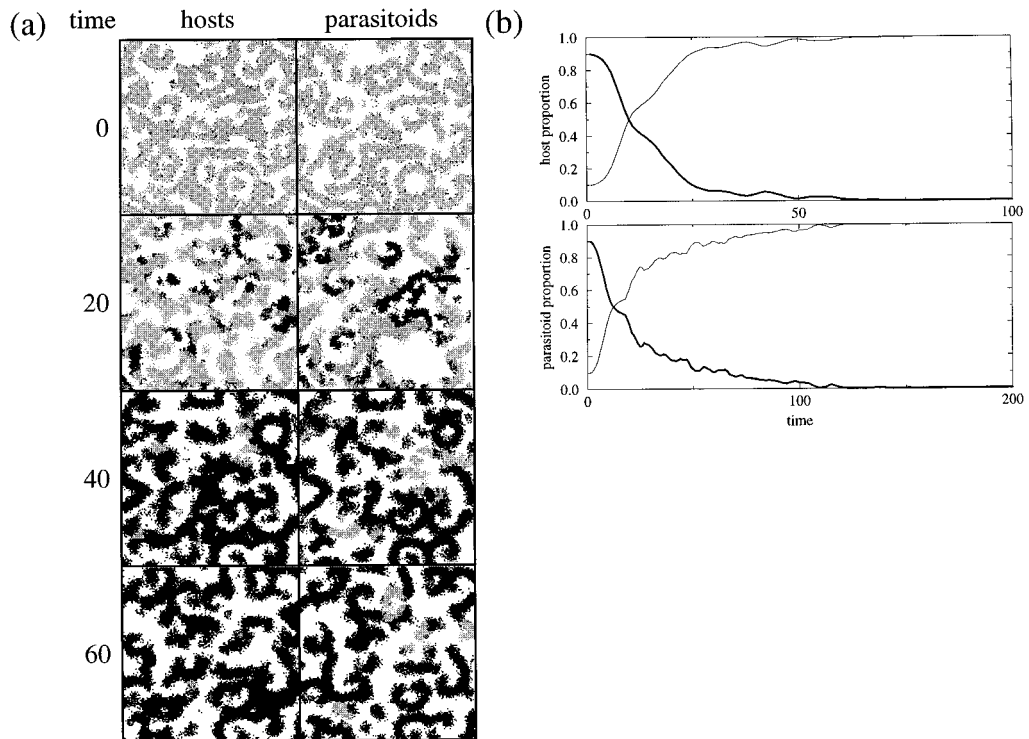 (a)
time hosts parasitoids
0
20
40
60
(b)
1.0
0.8
0.6
0.4
0.2
0.0
host proportion
0 50 100
1.0
0.8
0.6
0.4
0.2
0.0
parasitoid proportion
0 100 200
time